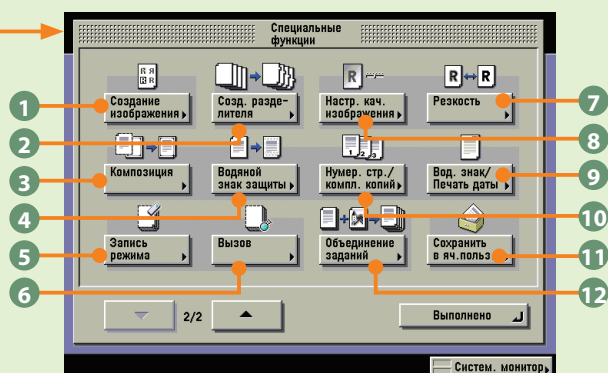 Специальные
функции
1
Создание
изображения
2
Созд. разде-
лителя
Настр. кач.
изображения
8
Резкость
7
3
Композиция
4
Водяной
знак защиты
Нумер. стр./
компл. копий
10
Вод. знак/
Печать даты
9
5
Запись
режима
6
Вызов
Объединение
заданий
12
Сохранить
в яч.польз.
11
2/2
Выполнено
Систем. монитор